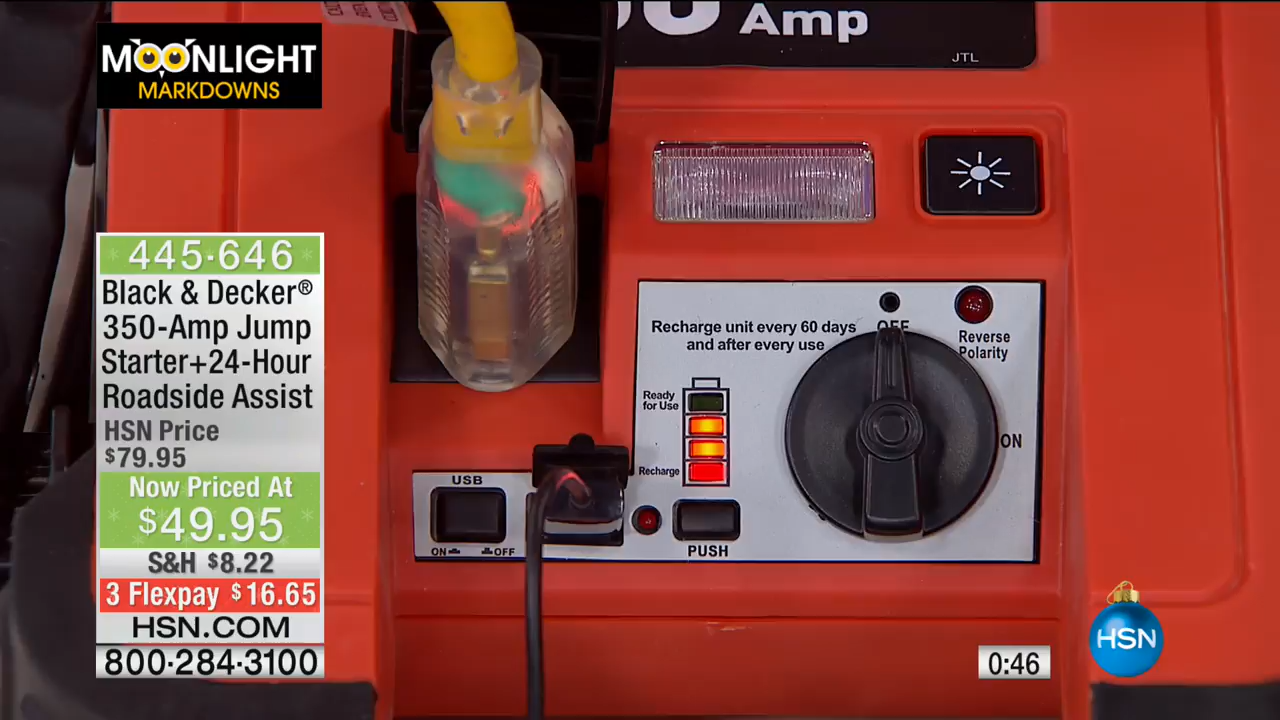 MOONLIGHT
MARKDOWNS
Amp
JTL
445·646
Black & Decker®
350-Amp Jump
Starter+24-Hour
Roadside Assist
HSN Price
$79.95
Now Priced At
$49.95
S&H $8.22
3 Flexpay $16.65
HSN.COM
800·284·3100
Recharge unit every 60 days
and after every use
OFF
Reverse
Polarity
ON
Ready
for Use
Recharge
PUSH
USB
ON OFF
0:46
HSN